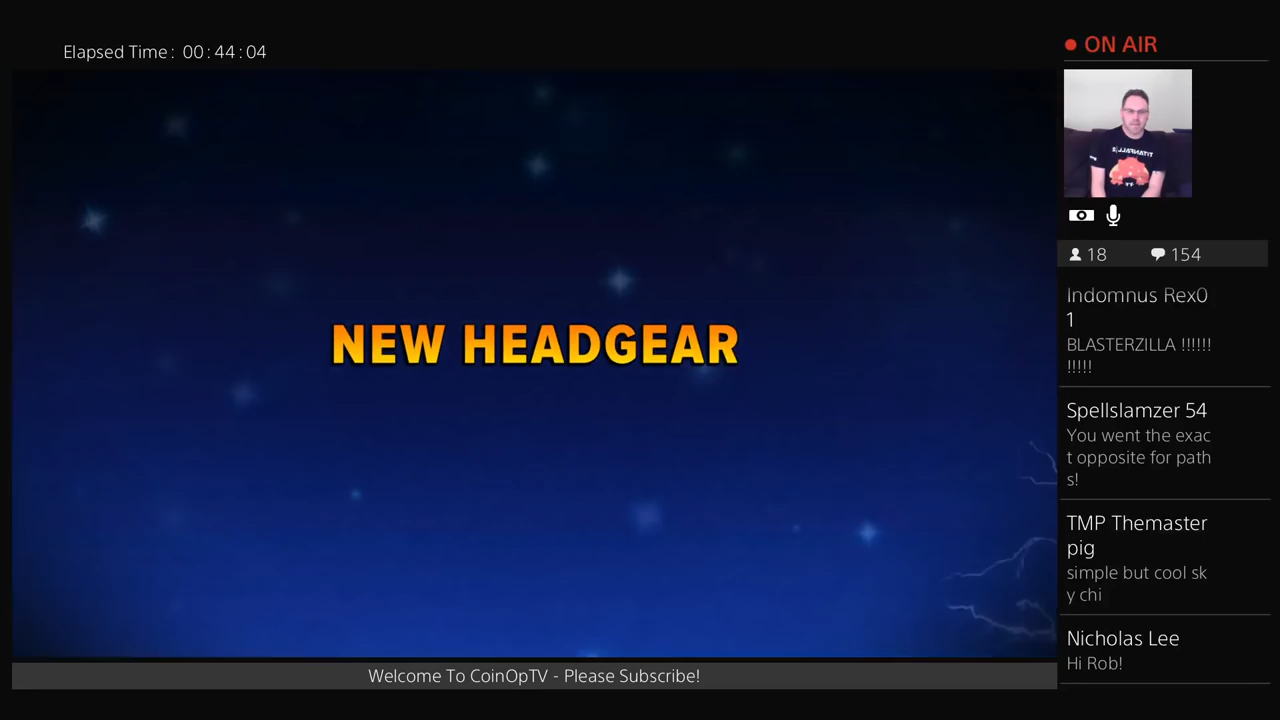 Elapsed Time: 00:44:04
ON AIR
18 154
NEW HEADGEAR
Indomnus Rex0
1
BLASTERZILLA !!!!!!
!!!!!
Spellslamzer 54
You went the exac
t opposite for path
s!
TMP Themaster
pig
simple but cool sk
y chi
Nicholas Lee
Hi Rob!
Welcome To CoinOpTV - Please Subscribe!